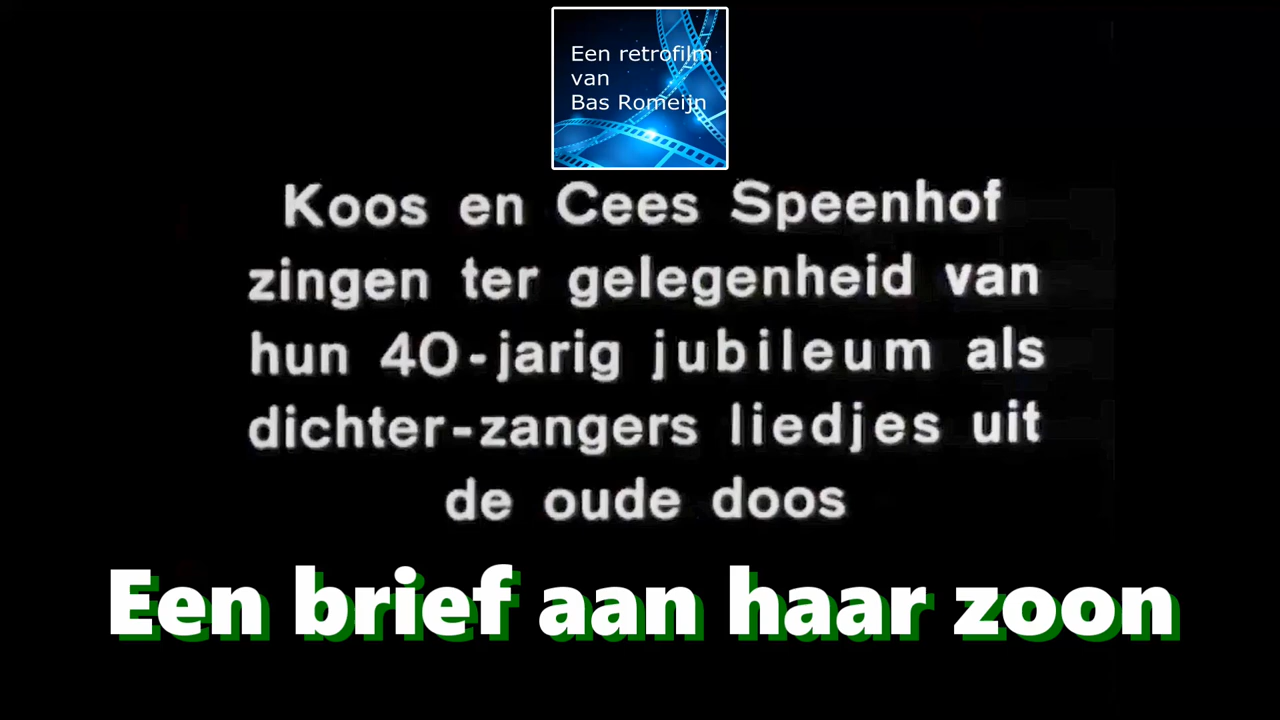 Een retrofilm
van
Bas Romeijn
Koos en Cees Speenhof
zingen ter gelegenheid van
hun 40-jarig jubileum als
dichter-zangers liedjes uit
de oude doos
Een brief aan haar zoon